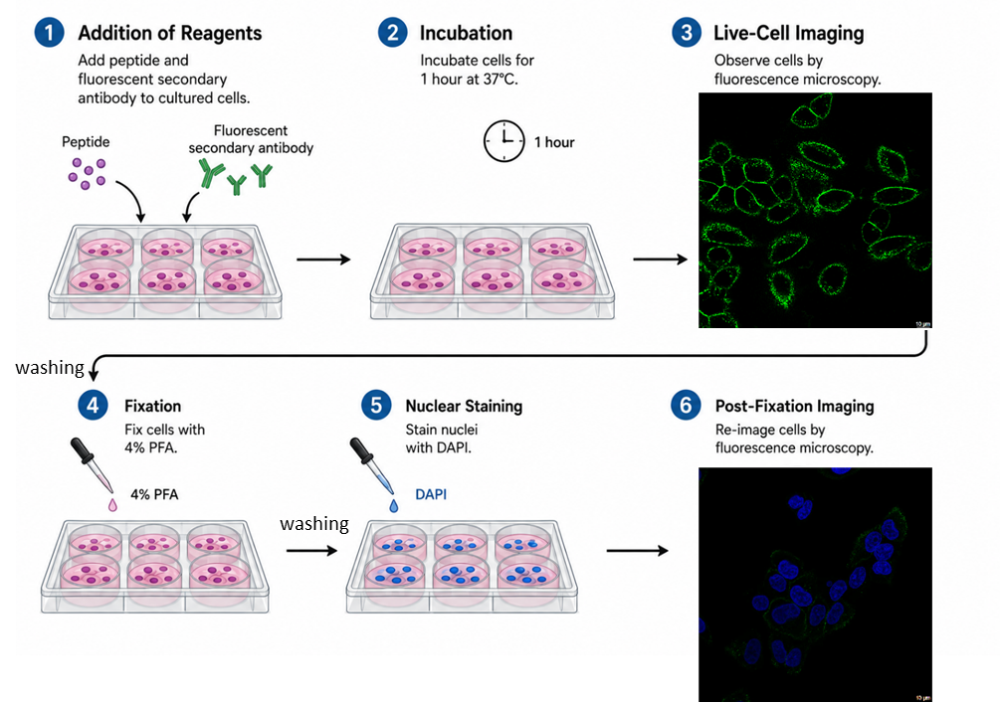 1 Addition of Reagents
Add peptide and
fluorescent secondary
antibody to cultured cells.
Peptide
Fluorescent
secondary antibody
2 Incubation
Incubate cells for
1 hour at 37°C.
1 hour
3 Live-Cell Imaging
Observe cells by
fluorescence microscopy.
10 μm
washing
4 Fixation
Fix cells with
4% PFA.
4% PFA
washing
5 Nuclear Staining
Stain nuclei
with DAPI.
DAPI
6 Post-Fixation Imaging
Re-image cells by
fluorescence microscopy.
10 μm